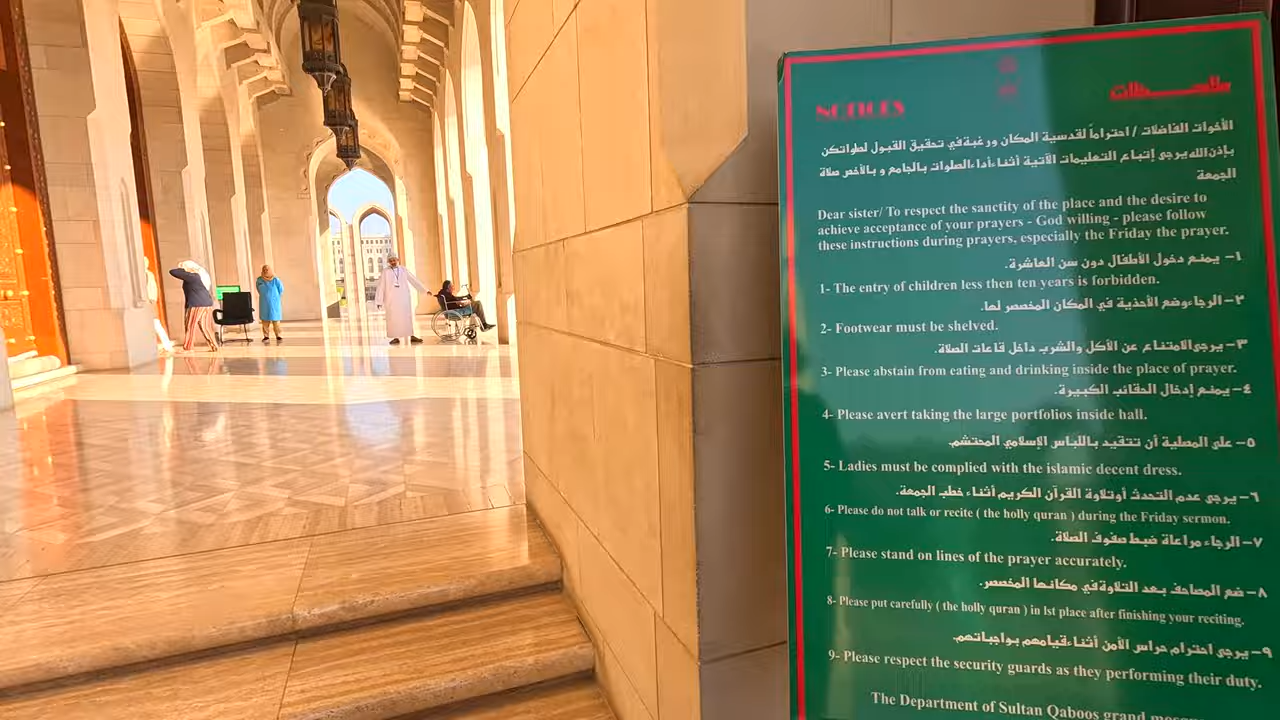 NOTICES
ملاحظات
الأخوات الفاضلات / احتراماً لقدسية المكان ورغبة في تحقيق القبول لصلواتكن
بإذن الله يرجى إتباع التعليمات الآتية أثناء أداء الصلوات بالجامع و بالأخص صلاة
الجمعة
Dear sister/ To respect the sanctity of the place and the desire to
achieve acceptance of your prayers - God willing - please follow
these instructions during prayers, especially the Friday the prayer.
١- يمنع دخول الأطفال دون سن العاشرة.
1- The entry of children less then ten years is forbidden.
٢- الرجاء وضع الأحذية في المكان المخصص لها.
2- Footwear must be shelved.
٣- يرجى الامتناع عن الأكل والشرب داخل قاعات الصلاة.
3- Please abstain from eating and drinking inside the place of prayer.
٤- يمنع إدخال الحقائب الكبيرة.
4- Please avert taking the large portfolios inside hall.
٥- على المصلية أن تتقيد باللباس الإسلامي المحتشم.
5- Ladies must be complied with the islamic decent dress.
٦- يرجى عدم التحدث أو تلاوة القرآن الكريم أثناء خطب الجمعة.
6- Please do not talk or recite ( the holly quran ) during the Friday sermon.
٧- الرجاء مراعاة ضبط صفوف الصلاة.
7- Please stand on lines of the prayer accurately.
٨- ضع المصاحف بعد التلاوة في مكانها المخصص.
8- Please put carefully ( the holly quran ) in 1st place after finishing your reciting.
٩- يرجى احترام حراس الأمن أثناء قيامهم بواجباتهم.
9- Please respect the security guards as they performing their duty.
The Department of Sultan Qaboos grand